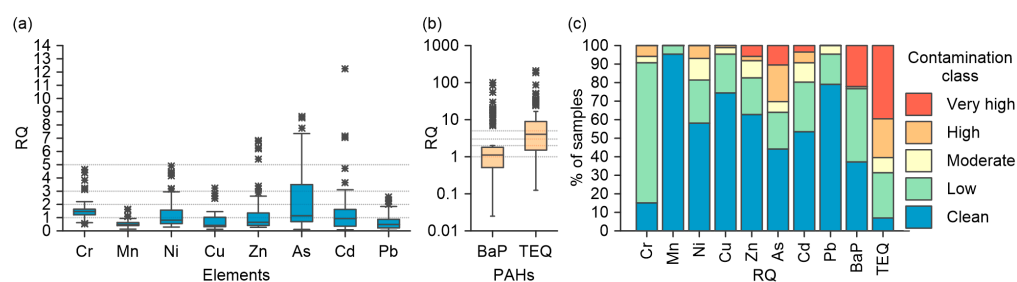 (a)
RQ
14
13
12
11
10
9
8
7
6
5
4
3
2
1
0
Cr Mn Ni Cu Zn As Cd Pb
Elements
(b)
RQ
1000
100
10
1
0.1
0.01
BaP TEQ
PAHs
(c)
% of samples
100
90
80
70
60
50
40
30
20
10
0
Cr Mn Ni Cu Zn As Cd Pb BaP TEQ
RQ
Contamination
class
Very high
High
Moderate
Low
Clean